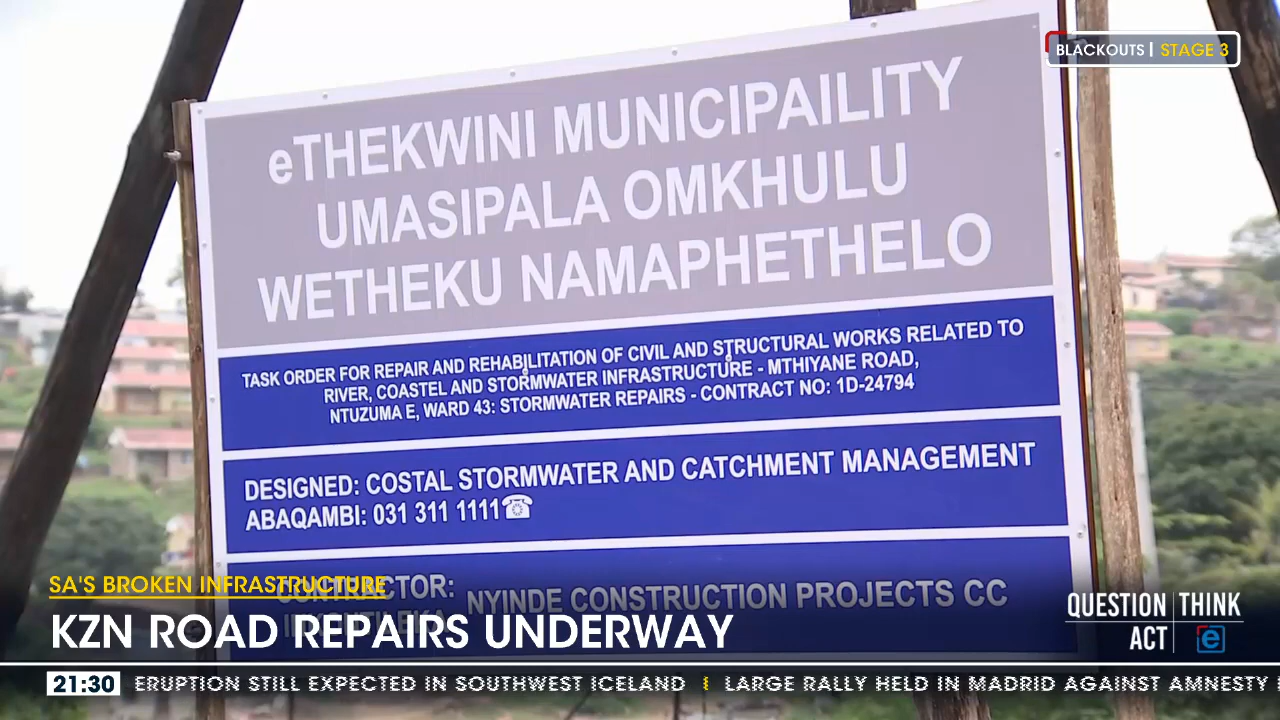 BLACKOUTS | STAGE 3
eTHEKWINI MUNICIPAILITY
UMASIPALA OMKHULU
WETHEKU NAMAPHETHELO
TASK ORDER FOR REPAIR AND REHABILITATION OF CIVIL AND STRUCTURAL WORKS RELATED TO
RIVER, COASTEL AND STORMWATER INFRASTRUCTURE - MTHIYANE ROAD,
NTUZUMA E, WARD 43: STORMWATER REPAIRS - CONTRACT NO: 1D-24794
DESIGNED: COSTAL STORMWATER AND CATCHMENT MANAGEMENT
ABAQAMBI: 031 311 1111☎
CONTRACTOR:
NYINDE CONSTRUCTION PROJECTS CC
SA'S BROKEN INFRASTRUCTURE
KZN ROAD REPAIRS UNDERWAY
QUESTION THINK
ACT e
21:30 ERUPTION STILL EXPECTED IN SOUTHWEST ICELAND LARGE RALLY HELD IN MADRID AGAINST AMNESTY